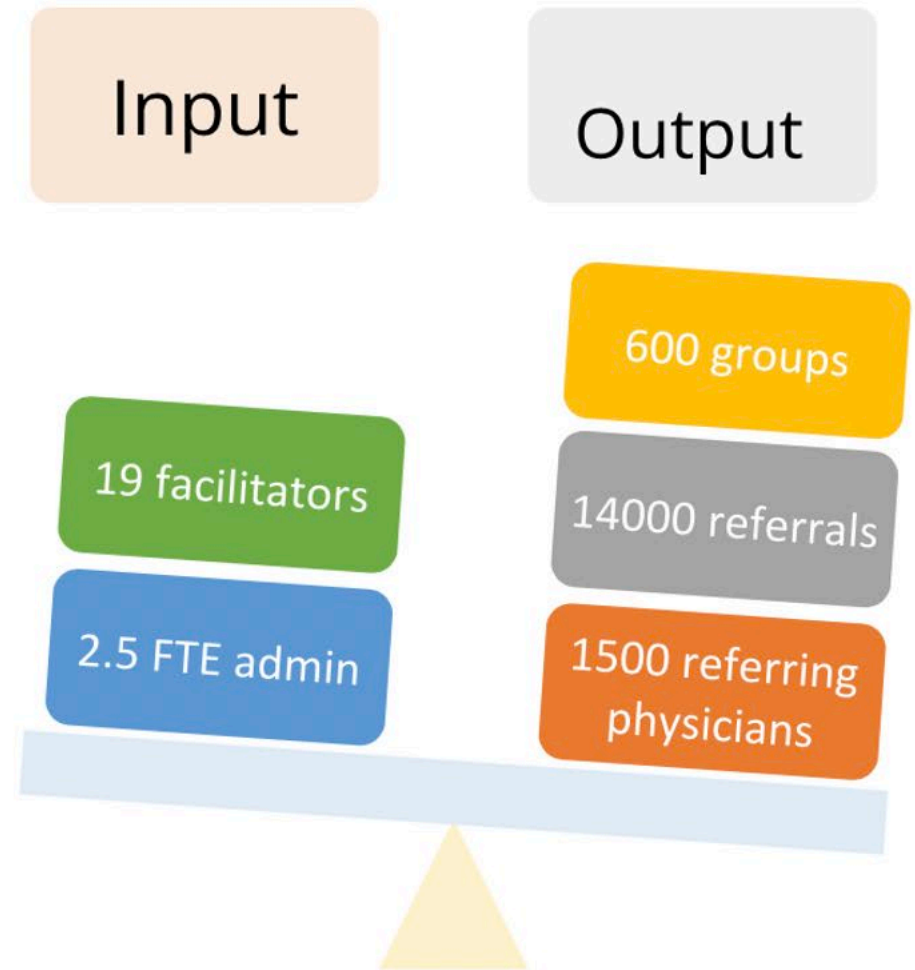 Input
Output
600 groups
19 facilitators
14000 referrals
2.5 FTE admin
1500 referring
physicians